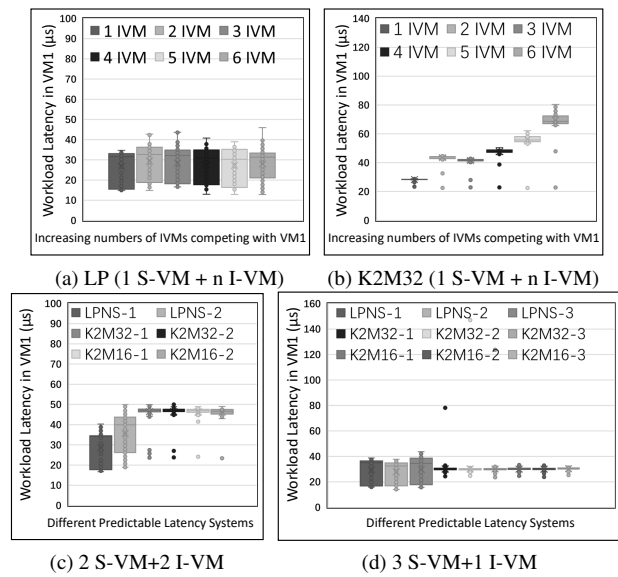 Workload Latency in VM1 (µs)
100
90
80
70
60
50
40
30
20
10
0
1 IVM 2 IVM 3 IVM
4 IVM 5 IVM 6 IVM
Increasing numbers of IVMs competing with VM1
(a) LP (1 S-VM + n I-VM)
Workload Latency in VM1 (µs)
100
80
60
40
20
0
1 IVM 2 IVM 3 IVM
4 IVM 5 IVM 6 IVM
Increasing numbers of IVMs competing with VM1
(b) K2M32 (1 S-VM + n I-VM)
Workload Latency in VM1 (µs)
100
90
80
70
60
50
40
30
20
10
0
LPNS-1 LPNS-2
K2M32-1 K2M32-2
K2M16-1 K2M16-2
Different Predictable Latency Systems
(c) 2 S-VM+2 I-VM
Workload Latency in VM1 (µs)
160
140
120
100
80
60
40
20
0
LPNS-1 LPNS-2 LPNS-3
K2M32-1 K2M32-2 K2M32-3
K2M16-1 K2M16-2 K2M16-3
Different Predictable Latency Systems
(d) 3 S-VM+1 I-VM